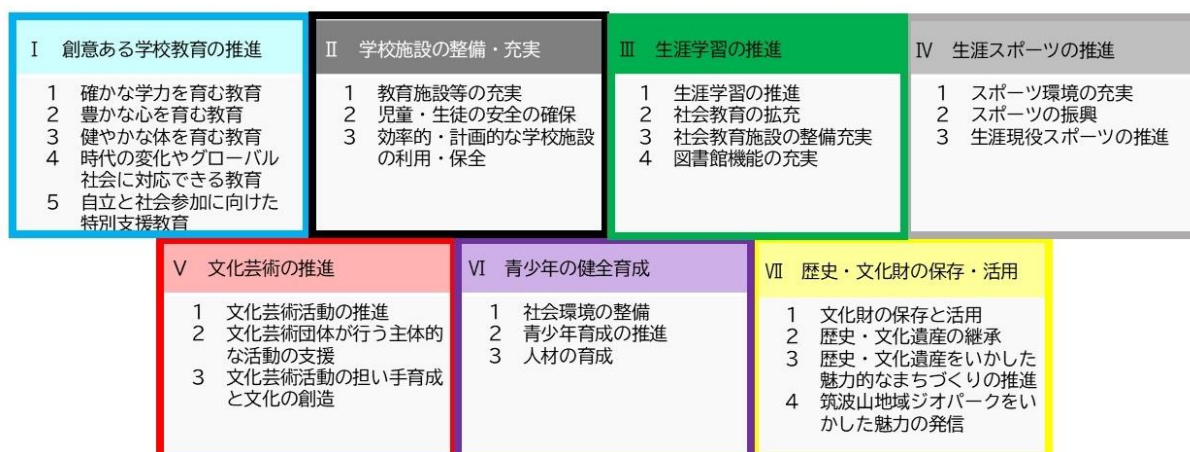 Ⅰ 創意ある学校教育の推進
1 確かな学力を育む教育
2 豊かな心を育む教育
3 健やかな体を育む教育
4 時代の変化やグローバル
社会に対応できる教育
5 自立と社会参加に向けた
特別支援教育
Ⅱ 学校施設の整備・充実
1 教育施設等の充実
2 児童・生徒の安全の確保
3 効率的・計画的な学校施設
の利用・保全
Ⅲ 生涯学習の推進
1 生涯学習の推進
2 社会教育の拡充
3 社会教育施設の整備充実
4 図書館機能の充実
Ⅳ 生涯スポーツの推進
1 スポーツ環境の充実
2 スポーツの振興
3 生涯現役スポーツの推進
Ⅴ 文化芸術の推進
1 文化芸術活動の推進
2 文化芸術団体が行う主体的
な活動の支援
3 文化芸術活動の担い手育成
と文化の創造
Ⅵ 青少年の健全育成
1 社会環境の整備
2 青少年育成の推進
3 人材の育成
Ⅶ 歴史・文化財の保存・活用
1 文化財の保存と活用
2 歴史・文化遺産の継承
3 歴史・文化遺産をいかした
魅力的なまちづくりの推進
4 筑波山地域ジオパークをい
かした魅力の発信